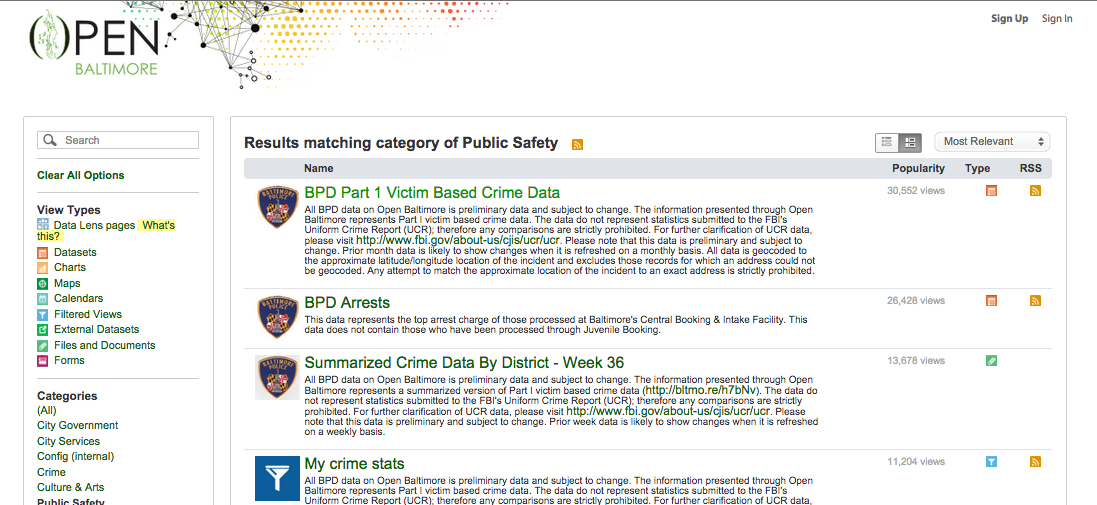 OPEN
BALTIMORE
Sign Up Sign In
Search
Clear All Options
View Types
Data Lens pages What's
this?
Datasets
Charts
Maps
Calendars
Filtered Views
External Datasets
Files and Documents
Forms
Categories
(All)
City Government
City Services
Config (internal)
Crime
Culture & Arts
Public Safety
Results matching category of Public Safety
Most Relevant
Name Popularity Type RSS
BPD Part 1 Victim Based Crime Data
30,552 views
All BPD data on Open Baltimore is preliminary data and subject to change. The information presented through Open
Baltimore represents Part I victim based crime data. The data do not represent statistics submitted to the FBI's
Uniform Crime Report (UCR); therefore any comparisons are strictly prohibited. For further clarification of UCR data,
please visit http://www.fbi.gov/about-us/cjis/ucr/ucr. Please note that this data is preliminary and subject to
change. Prior month data is likely to show changes when it is refreshed on a monthly basis. All data is geocoded to
the approximate latitude/longitude location of the incident and excludes those records for which an address could not
be geocoded. Any attempt to match the approximate location of the incident to an exact address is strictly prohibited.
BPD Arrests
26,428 views
This data represents the top arrest charge of those processed at Baltimore's Central Booking & Intake Facility. This
data does not contain those who have been processed through Juvenile Booking.
Summarized Crime Data By District - Week 36
13,678 views
All BPD data on Open Baltimore is preliminary data and subject to change. The information presented through Open
Baltimore represents a summarized version of Part I victim based crime data (http://bltmo.re/h7bNv). The data do
not represent statistics submitted to the FBI's Uniform Crime Report (UCR); therefore any comparisons are strictly
prohibited. For further clarification of UCR data, please visit http://www.fbi.gov/about-us/cjis/ucr/ucr. Please
note that this data is preliminary and subject to change. Prior week data is likely to show changes when it is refreshed
on a weekly basis.
My crime stats
11,204 views
All BPD data on Open Baltimore is preliminary data and subject to change. The information presented through Open
Baltimore represents Part I victim based crime data. The data do not represent statistics submitted to the FBI's
Uniform Crime Report (UCR); therefore any comparisons are strictly prohibited. For further clarification of UCR data,